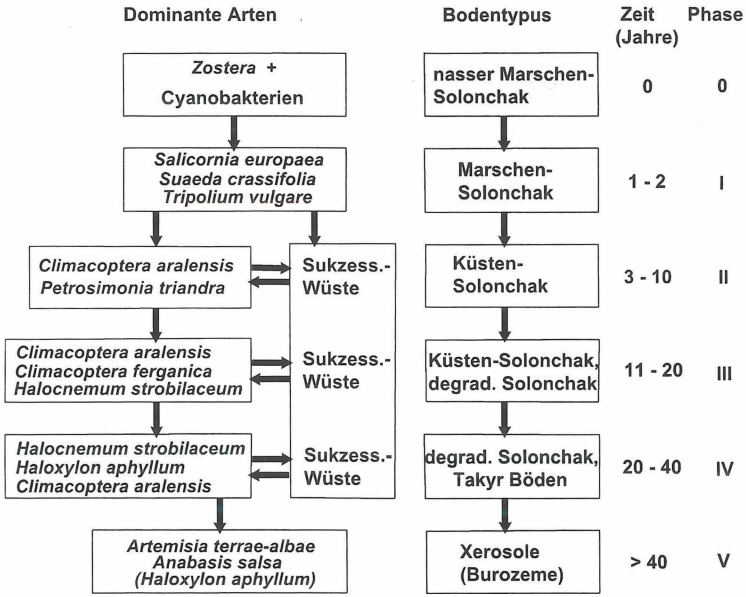 Dominante Arten
Bodentypus
Zeit
(Jahre)
Phase
Zostera +
Cyanobakterien
nasser Marschen-
Solonchak
0
0
Salicornia europaea
Suaeda crassifolia
Tripolium vulgare
Marschen-
Solonchak
1 - 2
I
Climacoptera aralensis
Petrosimonia triandra
Sukzess.-
Wüste
Küsten-
Solonchak
3 - 10
II
Climacoptera aralensis
Climacoptera ferganica
Halocnemum strobilaceum
Sukzess.-
Wüste
Küsten-Solonchak,
degrad. Solonchak
11 - 20
III
Halocnemum strobilaceum
Haloxylon aphyllum
Climacoptera aralensis
Sukzess.-
Wüste
degrad. Solonchak,
Takyr Böden
20 - 40
IV
Artemisia terrae-albae
Anabasis salsa
(Haloxylon aphyllum)
Xerosole
(Burozeme)
> 40
V